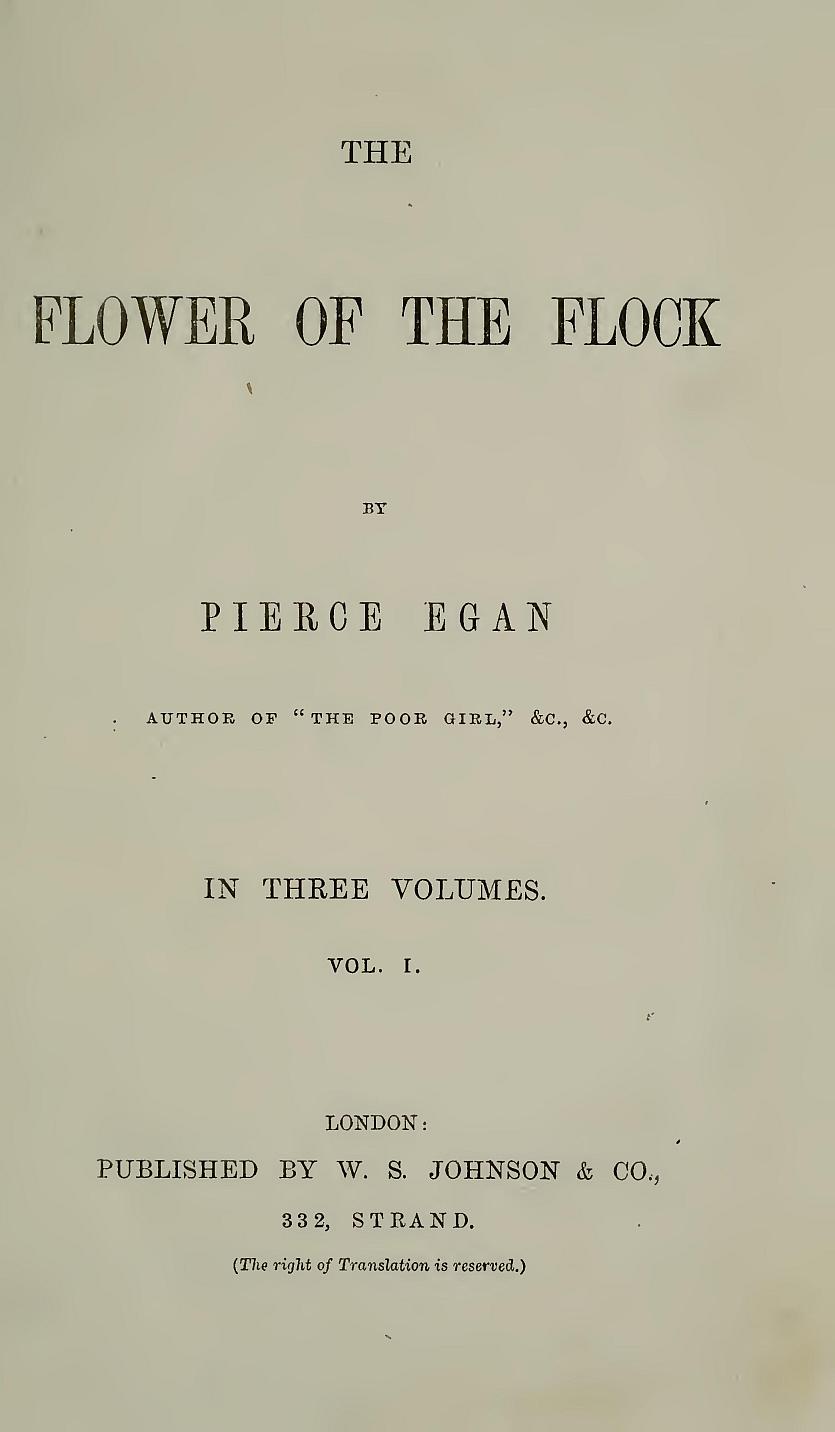 THE
FLOWER OF THE FLOCK
BY
PIERCE EGAN
AUTHOR OF “THE POOR GIRL,” &C., &C.
IN THREE VOLUMES.
VOL. I.
LONDON:
PUBLISHED BY W. S. JOHNSON & CO.,
332, STRAND.
(The right of Translation is reserved.)